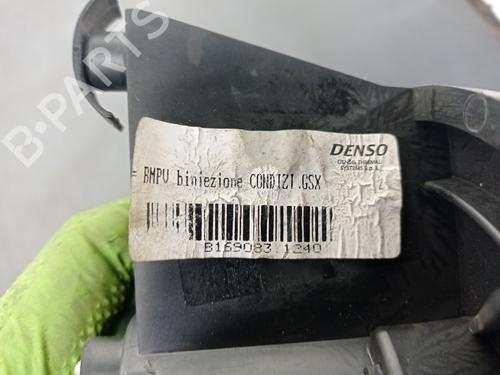 B-PARTS
DENSO
DENSO THERMAL
SYSTEMS S.p.A.
= BMPV biniezione CONDIZI.GSX
B169083 1240